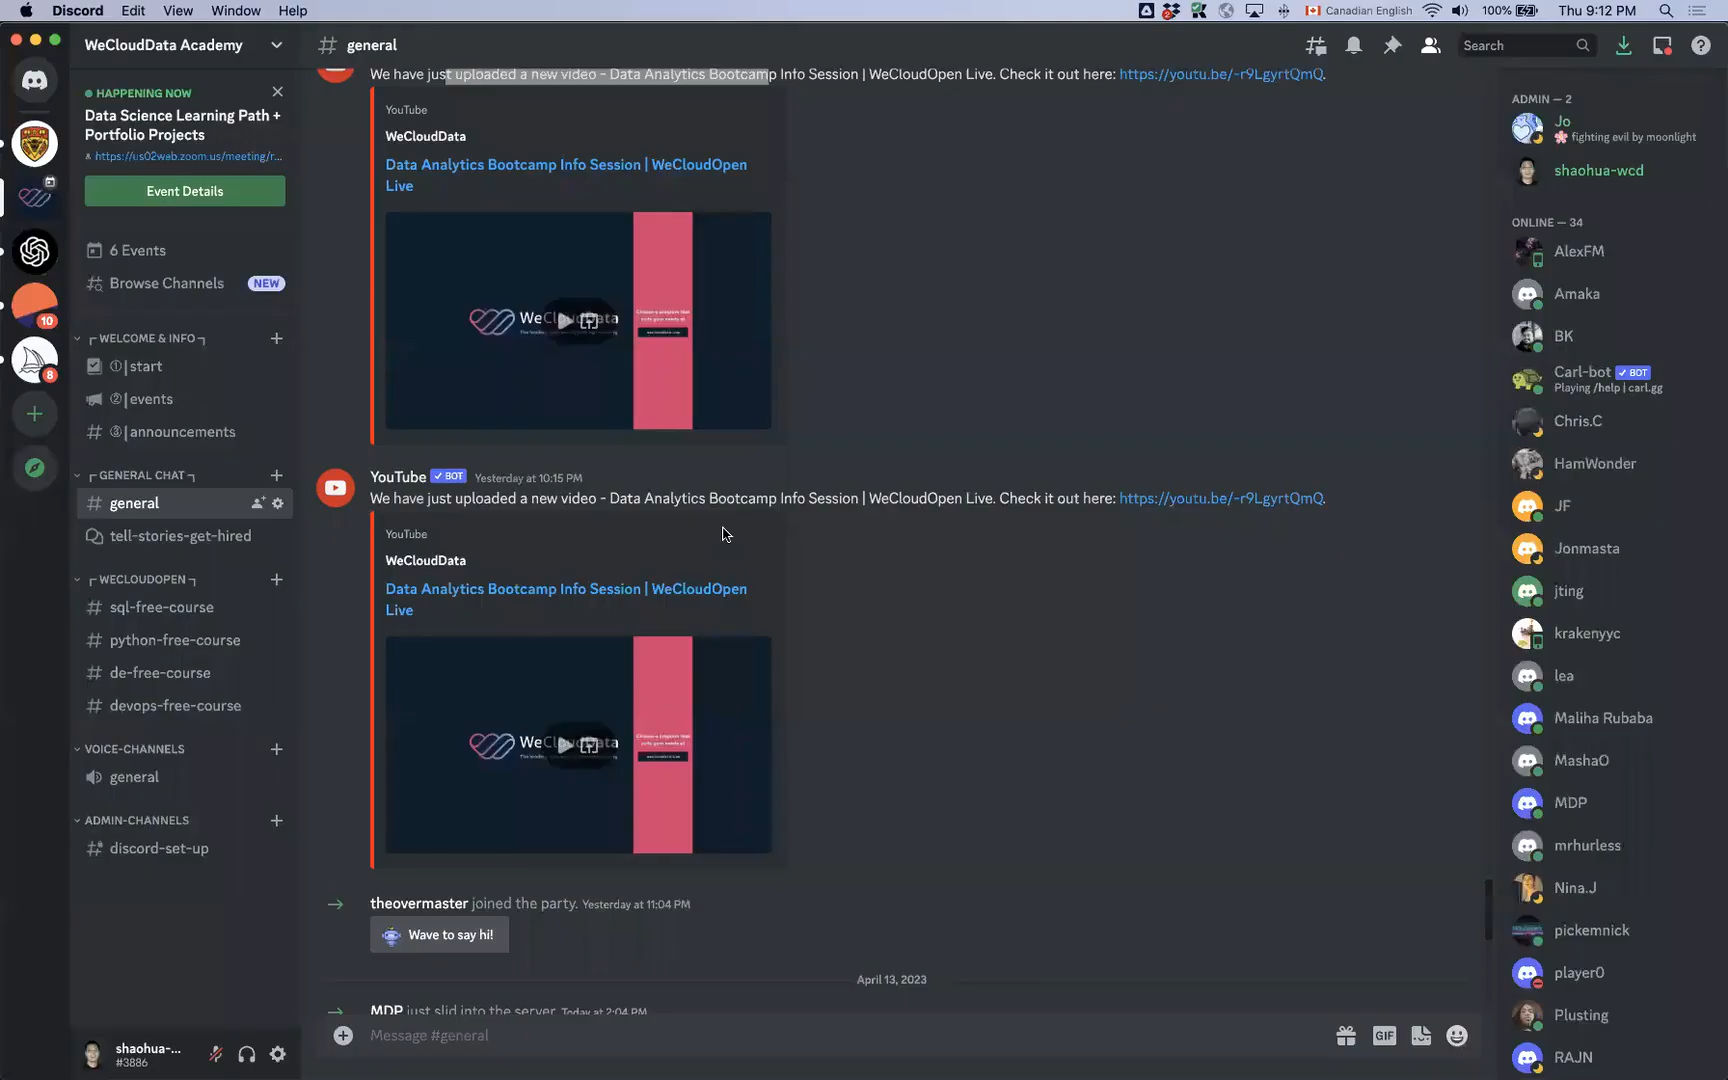 Discord Edit View Window Help
Canadian English 100% Thu 9:12 PM
WeCloudData Academy
HAPPENING NOW
Data Science Learning Path +
Portfolio Projects
https://us02wab.zoom.us/meeting/r...
Event Details
6 Events
Browse Channels NEW
10
8
WELCOME & INFO
①|start
②|events
③|announcements
GENERAL CHAT
general
tell-stories-get-hired
WECLOUDOPEN
sql-free-course
python-free-course
de-free-course
devops-free-course
VOICE-CHANNELS
general
ADMIN-CHANNELS
discord-set-up
shaohua-...
#3886
# general
Search
We have just uploaded a new video - Data Analytics Bootcamp Info Session | WeCloudOpen Live. Check it out here: https://youtu.be/-r9LgyrtQmQ.
YouTube
WeCloudData
Data Analytics Bootcamp Info Session | WeCloudOpen
Live
WeCloudData
YouTube BOT Yesterday at 10:15 PM
We have just uploaded a new video - Data Analytics Bootcamp Info Session | WeCloudOpen Live. Check it out here: https://youtu.be/-r9LgyrtQmQ.
YouTube
WeCloudData
Data Analytics Bootcamp Info Session | WeCloudOpen
Live
WeCloudData
theovermaster joined the party. Yesterday at 11:04 PM
Wave to say hi!
April 13, 2023
MDP just slid into the server. Today at 2:04 PM
Message #general
GIF
ADMIN — 2
Jo
fighting evil by moonlight
shaohua-wcd
ONLINE — 34
AlexFM
Amaka
BK
Carl-bot BOT
Playing /help | carl.gg
Chris.C
HamWonder
JF
Jonmasta
jting
krakenyyc
lea
Maliha Rubaba
MashaO
MDP
mrhurless
Nina.J
pickemnick
player0
Plusting
RAJN